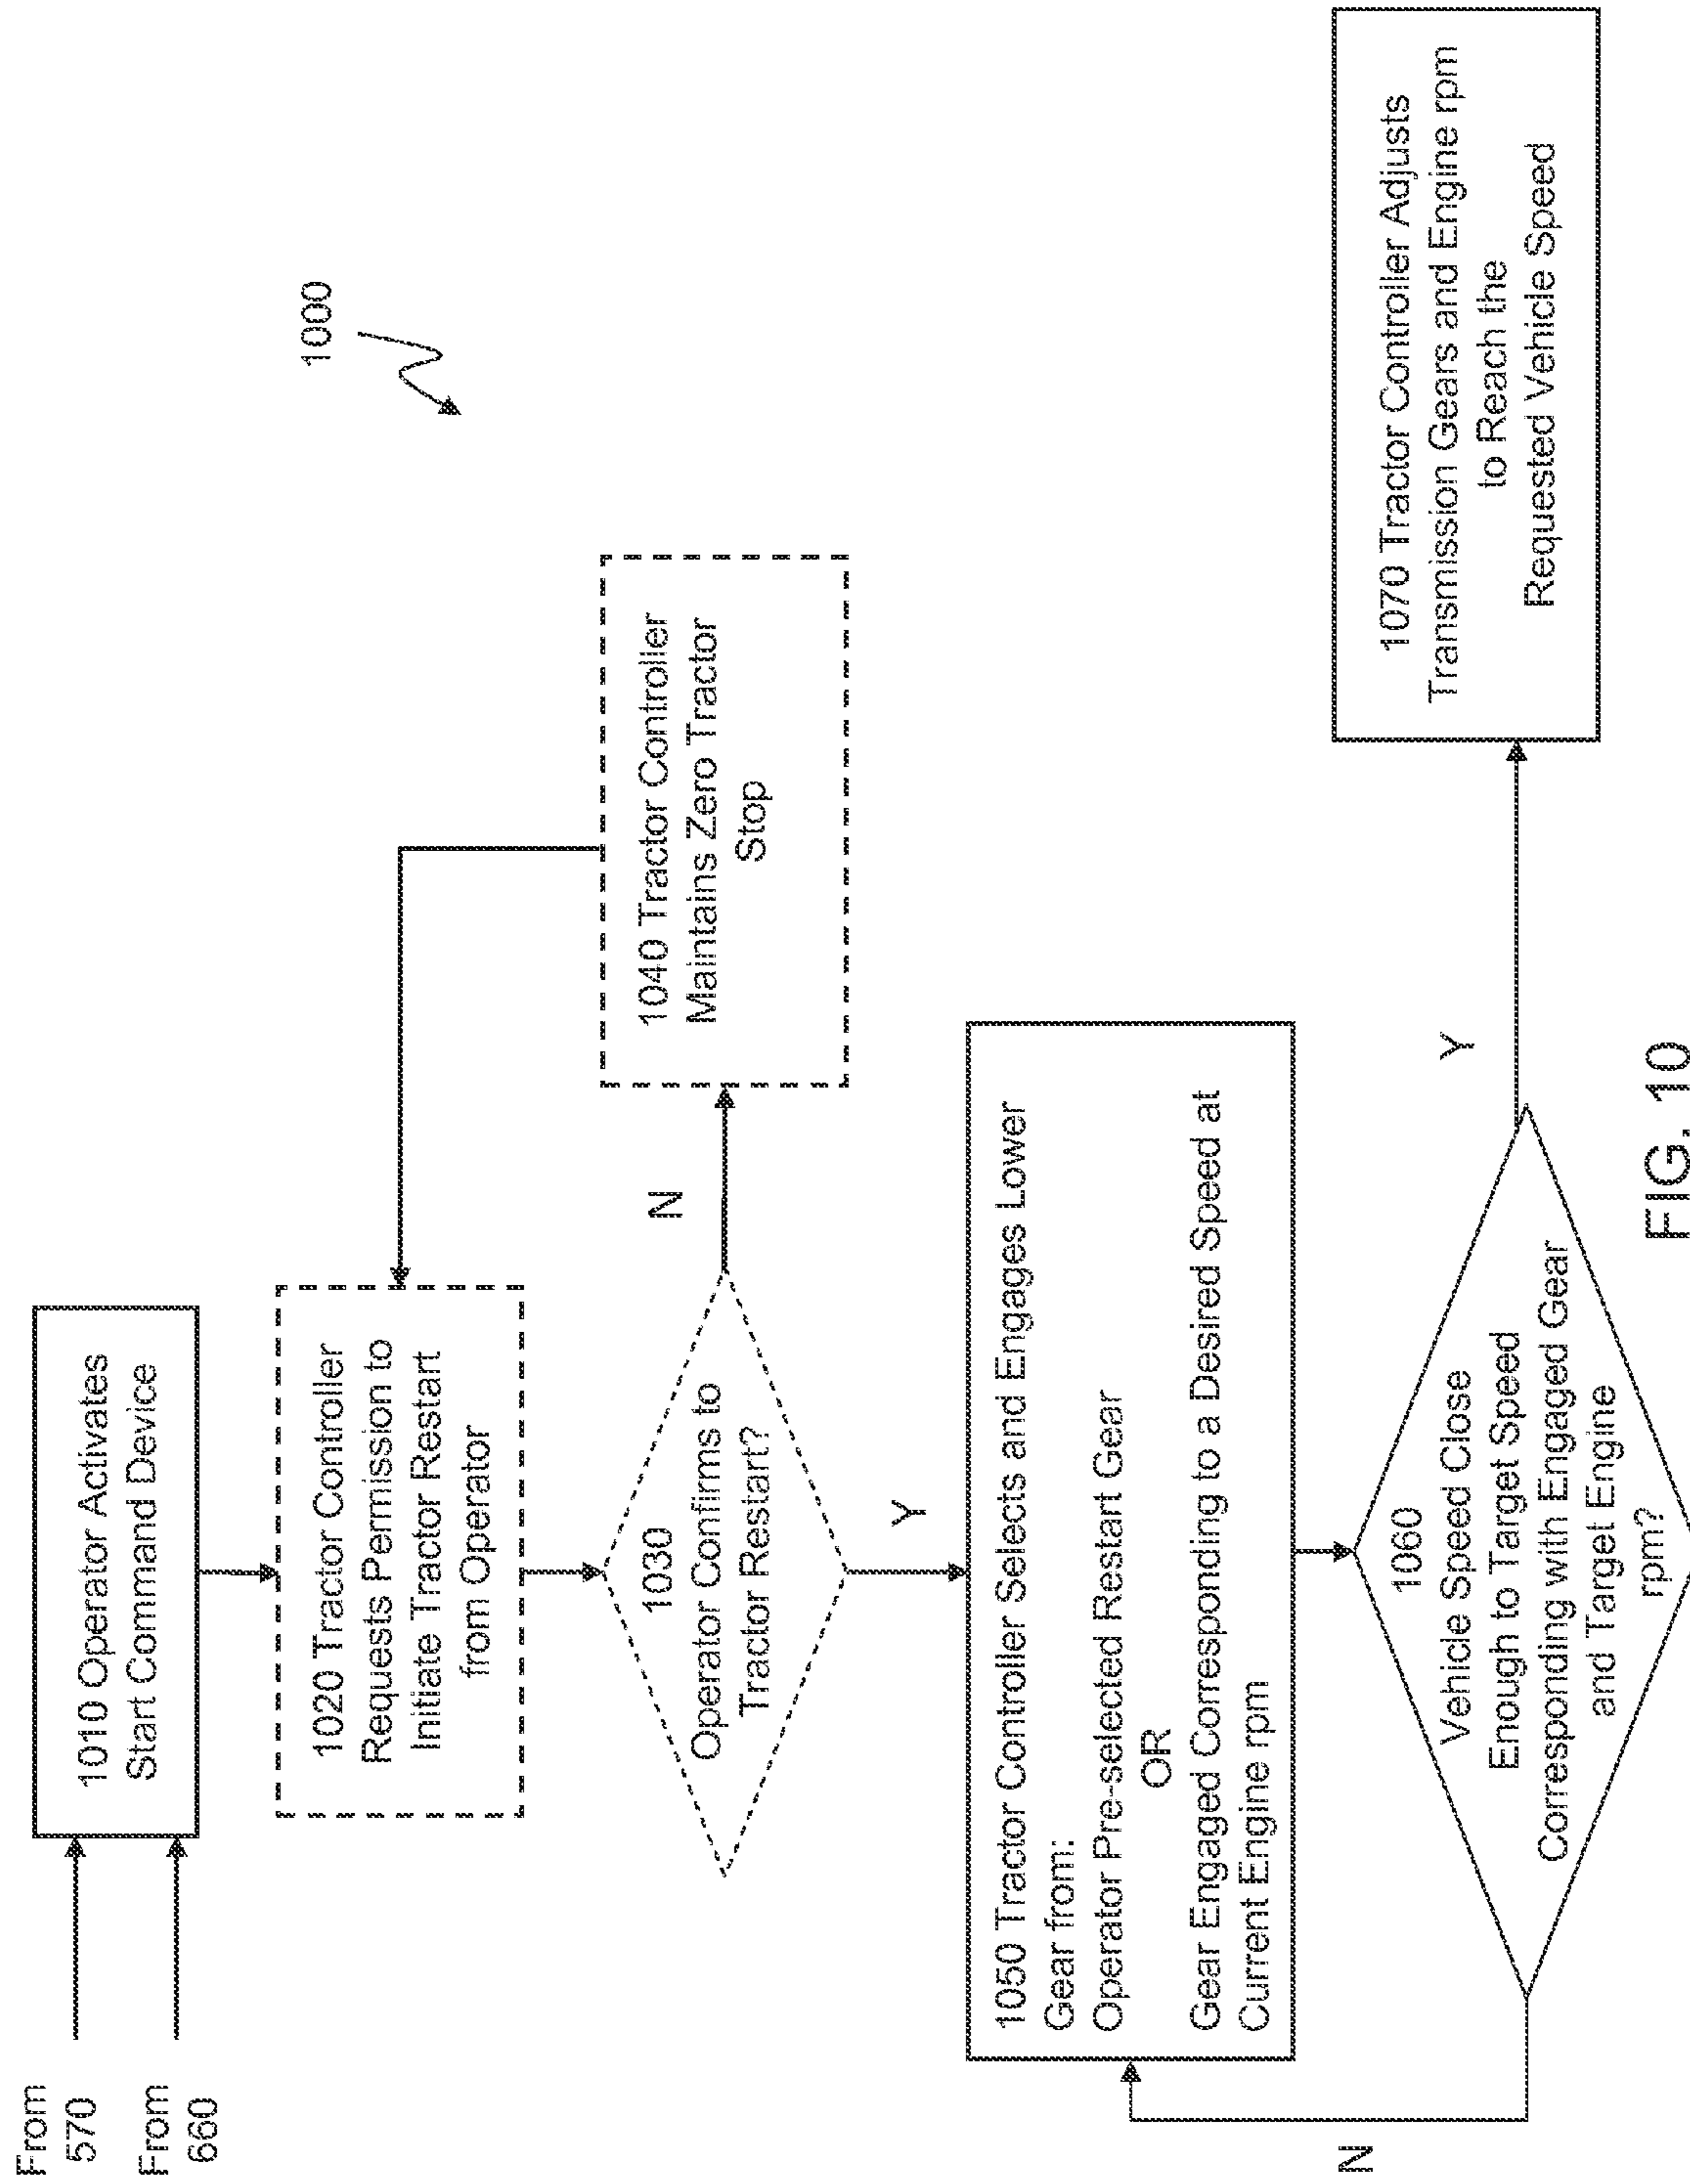 From
570
From
660
1010 Operator Activates
Start Command Device
1000
1020 Tractor Controller
Requests Permission to
Initiate Tractor Restart
from Operator
1030
Operator Confirms to
Tractor Restart?
N
1040 Tractor Controller
Maintains Zero Tractor
Stop
Y
1050 Tractor Controller Selects and Engages Lower
Gear from:
Operator Pre-selected Restart Gear
OR
Gear Engaged Corresponding to a Desired Speed at
Current Engine rpm
N
1060
Vehicle Speed Close
Enough to Target Speed
Corresponding with Engaged Gear
and Target Engine
rpm?
Y
1070 Tractor Controller Adjusts
Transmission Gears and Engine rpm
to Reach the
Requested Vehicle Speed
FIG. 10